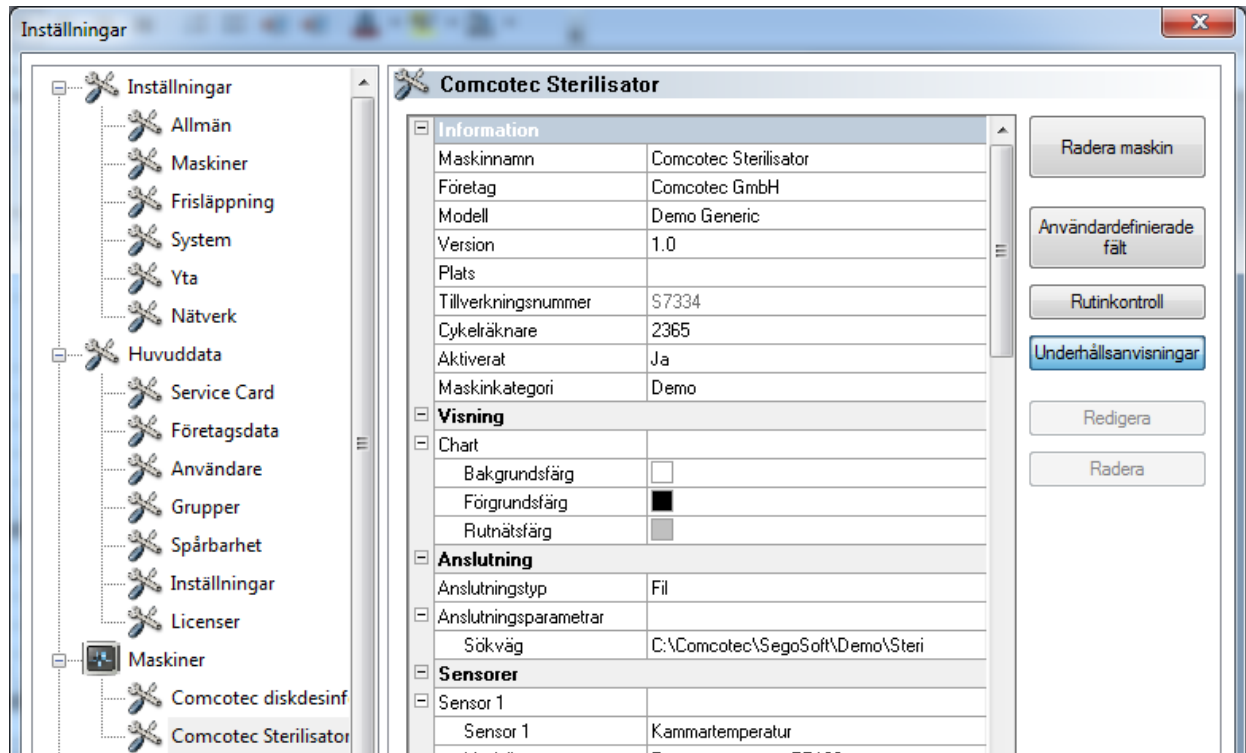 Inställningar
Inställningar
Allmän
Maskiner
Frisläppning
System
Yta
Nätverk
Huvuddata
Service Card
Företagsdata
Användare
Grupper
Spårbarhet
Inställningar
Licenser
Maskiner
Comcotec diskdesinf
Comcotec Sterilisator
Comcotec Sterilisator
Information
Maskinnamn Comcotec Sterilisator
Företag Comcotec GmbH
Modell Demo Generic
Version 1.0
Plats
Tillverkningsnummer S7334
Cykelräknare 2365
Aktiverat Ja
Maskinkategori Demo
Visning
Chart
Bakgrundsfärg
Förgrundsfärg
Rutnätsfärg
Anslutning
Anslutningstyp Fil
Anslutningsparametrar
Sökväg C:\Comcotec\SegoSoft\Demo\Steri
Sensorer
Sensor 1
Sensor 1 Kammartemperatur
Radera maskin
Användardefinierade
fält
Rutinkontroll
Underhållsanvisningar
Redigera
Radera